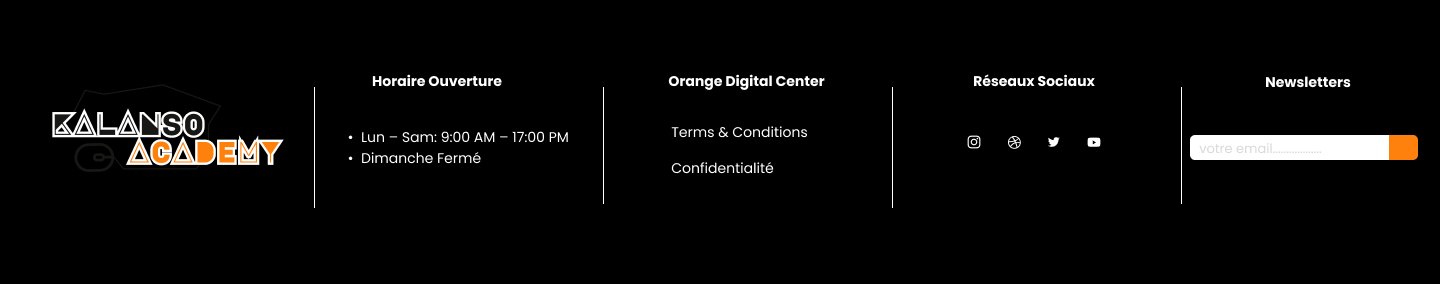 KALANSO
ACADEMY
Horaire Ouverture
• Lun – Sam: 9:00 AM – 17:00 PM
• Dimanche Fermé
Orange Digital Center
Terms & Conditions
Confidentialité
Réseaux Sociaux
Newsletters
votre email..................